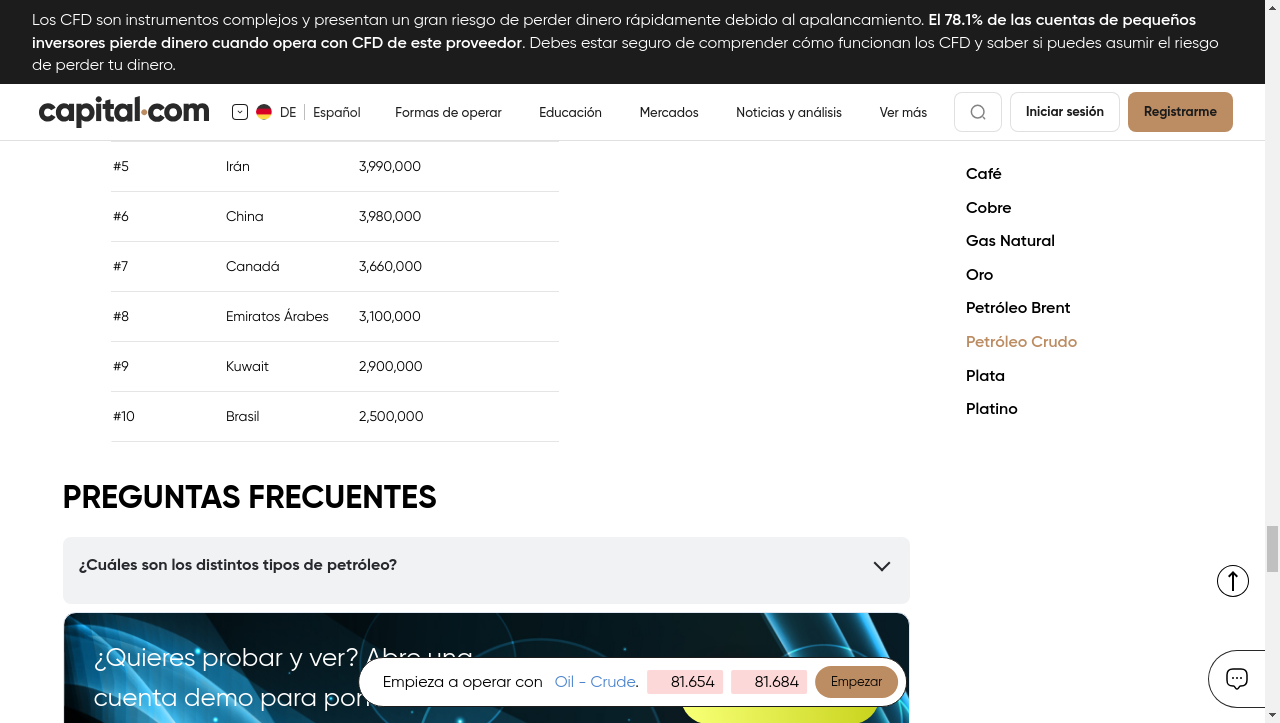 Los CFD son instrumentos complejos y presentan un gran riesgo de perder dinero rápidamente debido al apalancamiento. El 78.1% de las cuentas de pequeños
inversores pierde dinero cuando opera con CFD de este proveedor. Debes estar seguro de comprender cómo funcionan los CFD y saber si puedes asumir el riesgo
de perder tu dinero.
capital.com DE Español Formas de operar Educación Mercados Noticias y análisis Ver más Iniciar sesión Registrarme
#5 Irán 3,990,000
#6 China 3,980,000
#7 Canadá 3,660,000
#8 Emiratos Árabes 3,100,000
#9 Kuwait 2,900,000
#10 Brasil 2,500,000
Café
Cobre
Gas Natural
Oro
Petróleo Brent
Petróleo Crudo
Plata
Platino
PREGUNTAS FRECUENTES
¿Cuáles son los distintos tipos de petróleo?
¿Quieres probar y ver? Abre una
cuenta demo para
Empieza a operar con Oil - Crude. 81.654 81.684 Empezar